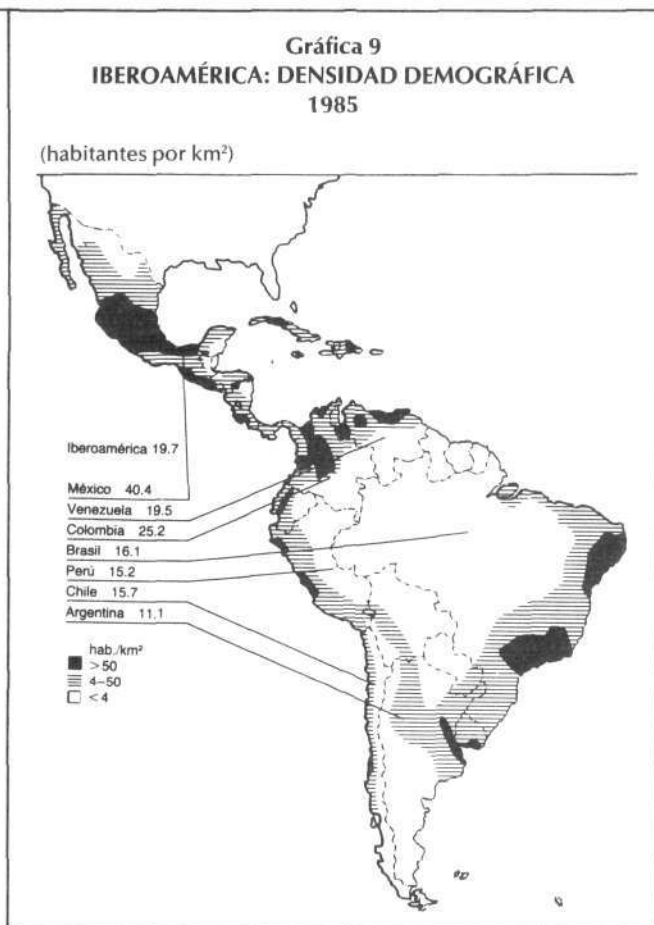 Gráfica 9
IBEROAMÉRICA: DENSIDAD DEMOGRÁFICA
1985
(habitantes por km²)
Iberoamérica 19.7
México 40.4
Venezuela 19.5
Colombia 25.2
Brasil 16.1
Perú 15.2
Chile 15.7
Argentina 11.1
hab./km²
>50
4–50
<4